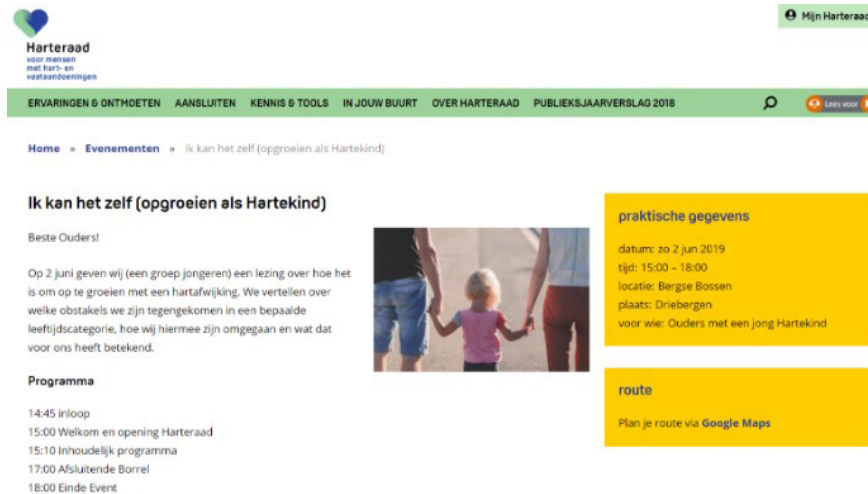 Mijn Harteraad
Harteraad
voor mensen
met hart- en
vaataandoeningen
ERVARINGEN & ONTMOETEN AANSLUITEN KENNIS & TOOLS IN JOUW BUURT OVER HARTERAAD PUBLIEKSJAARVERSLAG 2018
Lees voor
Home » Evenementen » Ik kan het zelf (opgroeien als Hartekind)
Ik kan het zelf (opgroeien als Hartekind)
Beste Ouders!
Op 2 juni geven wij (een groep jongeren) een lezing over hoe het
is om op te groeien met een hartafwijking. We vertellen over
welke obstakels we zijn tegengekomen in een bepaalde
leeftijdscategorie, hoe wij hiermee zijn omgegaan en wat dat
voor ons heeft betekend.
Programma
14:45 inloop
15:00 Welkom en opening Harteraad
15:10 Inhoudelijk programma
17:00 Afsluitende Borrel
18:00 Einde Event
praktische gegevens
datum: zo 2 jun 2019
tijd: 15:00 – 18:00
locatie: Bergse Bossen
plaats: Driebergen
voor wie: Ouders met een jong Hartekind
route
Plan je route via Google Maps